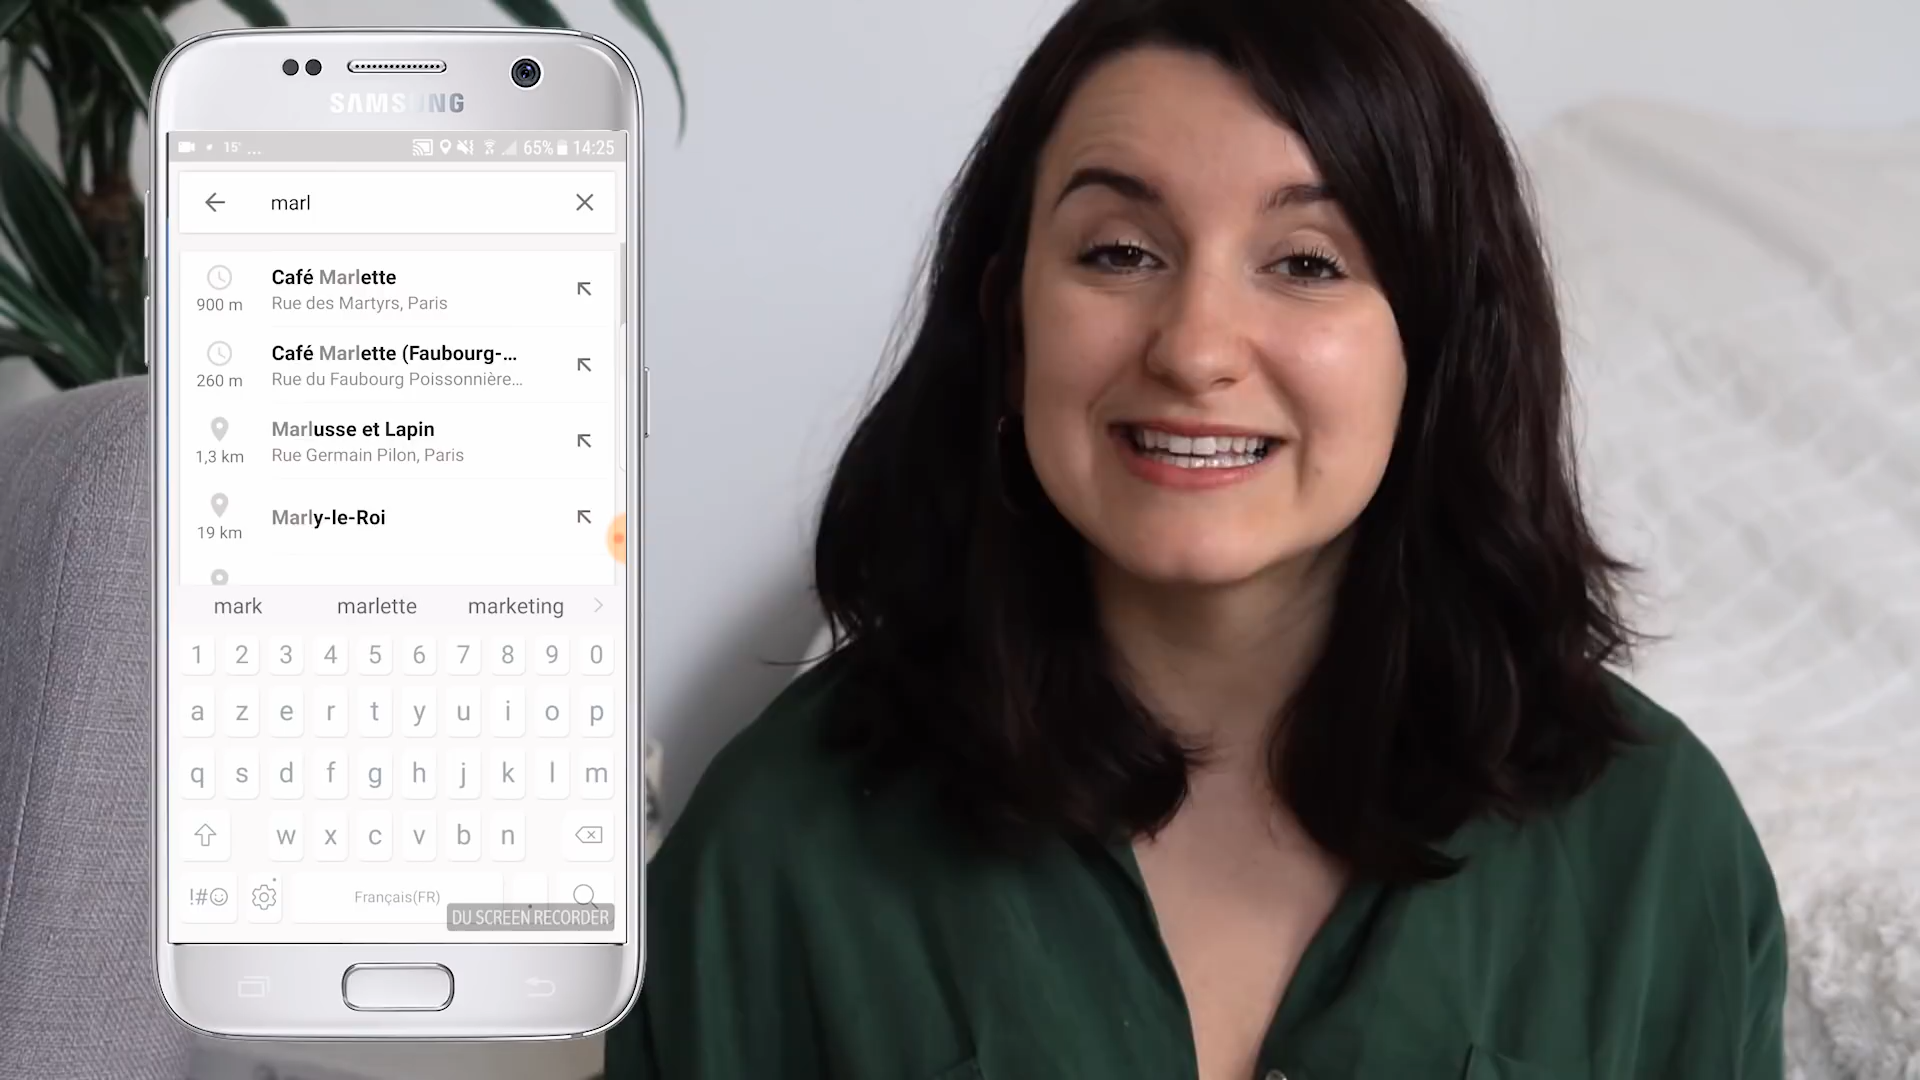 SAMSUNG
15° ...
65% 14:25
marl
Café Marlette
900 m
Rue des Martyrs, Paris
Café Marlette (Faubourg-...
260 m
Rue du Faubourg Poissonnière...
Marlusse et Lapin
1,3 km
Rue Germain Pilon, Paris
Marly-le-Roi
19 km
mark marlette marketing
1 2 3 4 5 6 7 8 9 0
a z e r t y u i o p
q s d f g h j k l m
w x c v b n
!#☺ Français(FR) .
DU SCREEN RECORDER